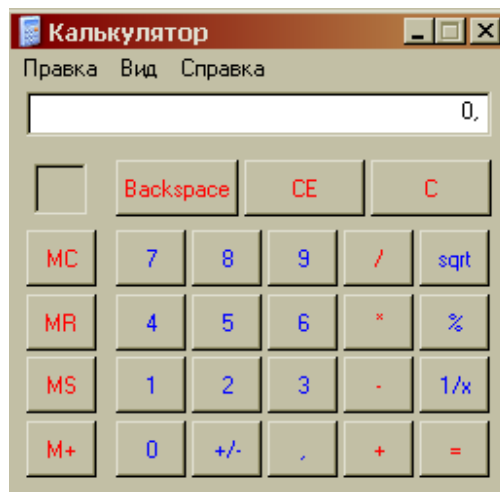 Калькулятор
Правка Вид Справка
0,
Backspace CE C
MC 7 8 9 / sqrt
MR 4 5 6 * %
MS 1 2 3 - 1/x
M+ 0 +/- , + =